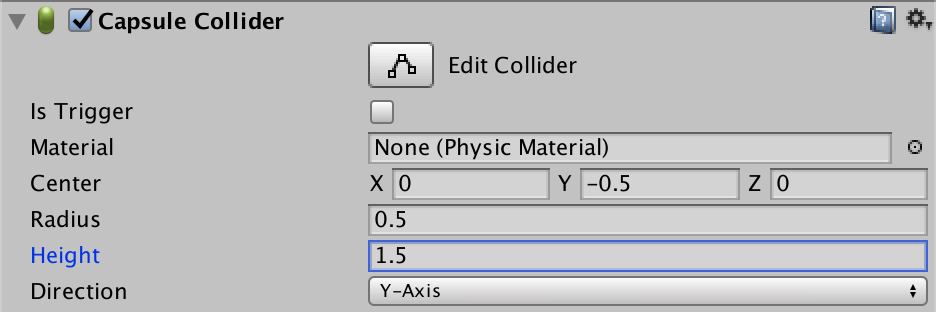 Capsule Collider
Edit Collider
Is Trigger
Material None (Physic Material)
Center X 0 Y -0.5 Z 0
Radius 0.5
Height 1.5
Direction Y-Axis